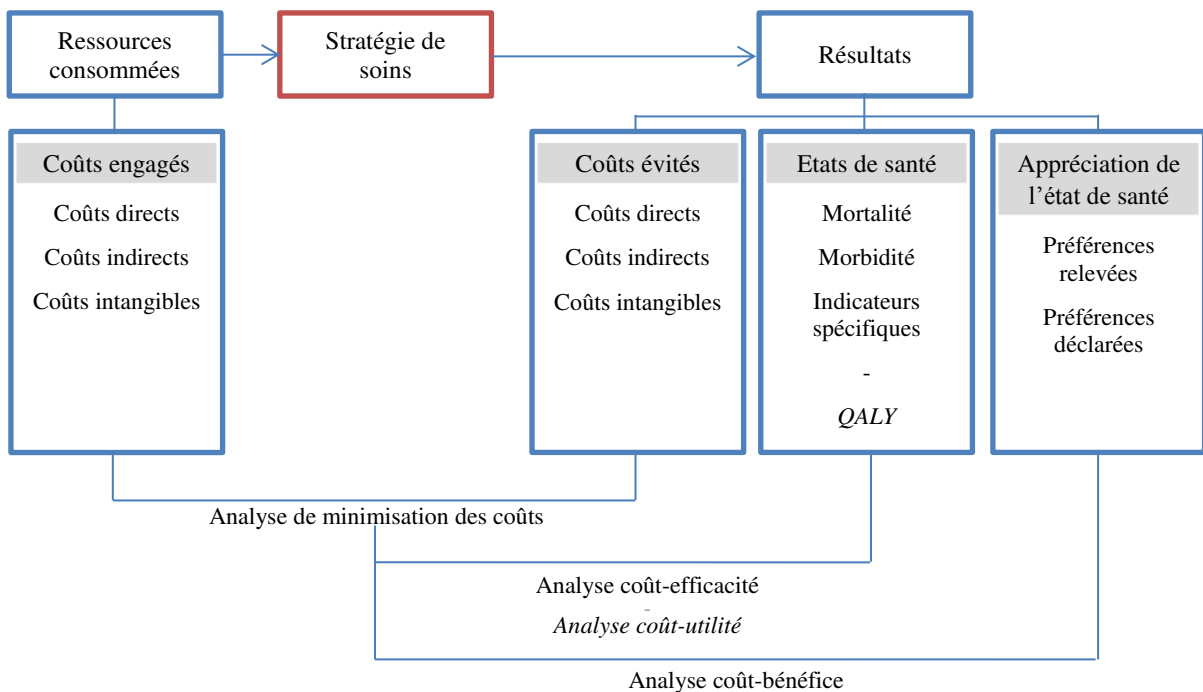 Ressources
consommées
Stratégie de
soins
Résultats
Coûts engagés
Coûts directs
Coûts indirects
Coûts intangibles
Coûts évités
Coûts directs
Coûts indirects
Coûts intangibles
Etats de santé
Mortalité
Morbidité
Indicateurs
spécifiques
-
QALY
Appréciation de
l’état de santé
Préférences
relevées
Préférences
déclarées
Analyse de minimisation des coûts
Analyse coût-efficacité
-
Analyse coût-utilité
Analyse coût-bénéfice